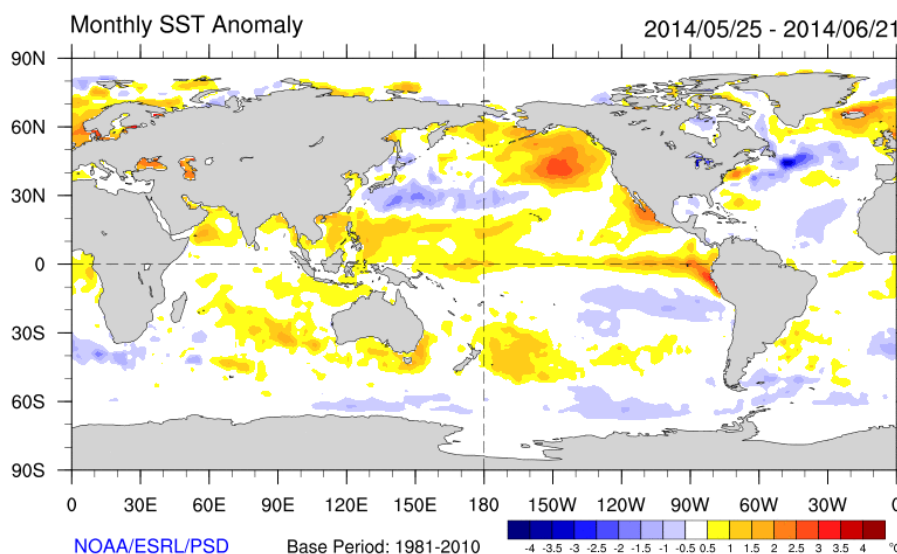 Monthly SST Anomaly 2014/05/25 - 2014/06/21
90N
60N
30N
0
30S
60S
90S
0 30E 60E 90E 120E 150E 180 150W 120W 90W 60W 30W 0
NOAA/ESRL/PSD Base Period: 1981-2010
-4 -3.5 -3 -2.5 -1.5 -1 -0.5 0.5 1 1.5 2 2.5 3 3.5 4 °C